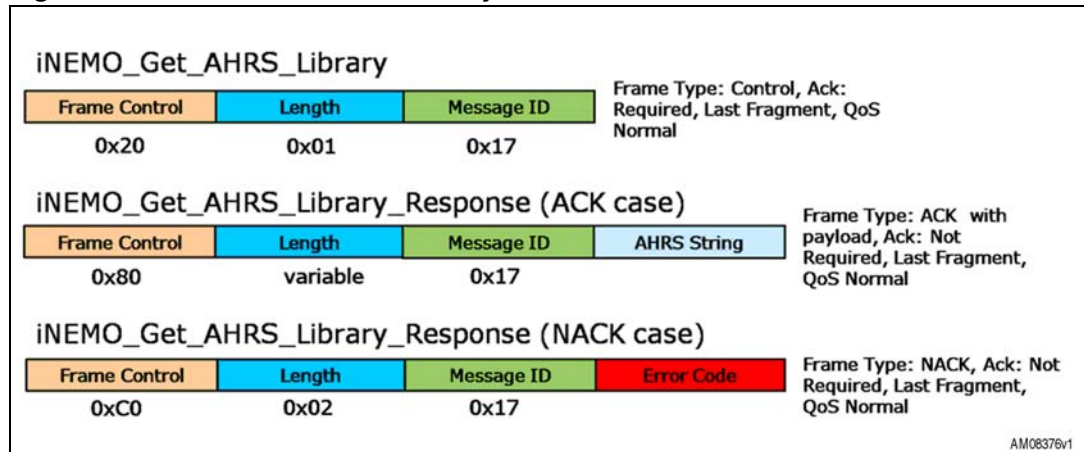 iNEMO_Get_AHRS_Library
Frame Control Length Message ID
0x20 0x01 0x17
Frame Type: Control, Ack:
Required, Last Fragment, QoS
Normal
iNEMO_Get_AHRS_Library_Response (ACK case)
Frame Control Length Message ID AHRS String
0x80 variable 0x17
Frame Type: ACK with
payload, Ack: Not
Required, Last Fragment,
QoS Normal
iNEMO_Get_AHRS_Library_Response (NACK case)
Frame Control Length Message ID Error Code
0xC0 0x02 0x17
Frame Type: NACK, Ack: Not
Required, Last Fragment,
QoS Normal
AM08376v1